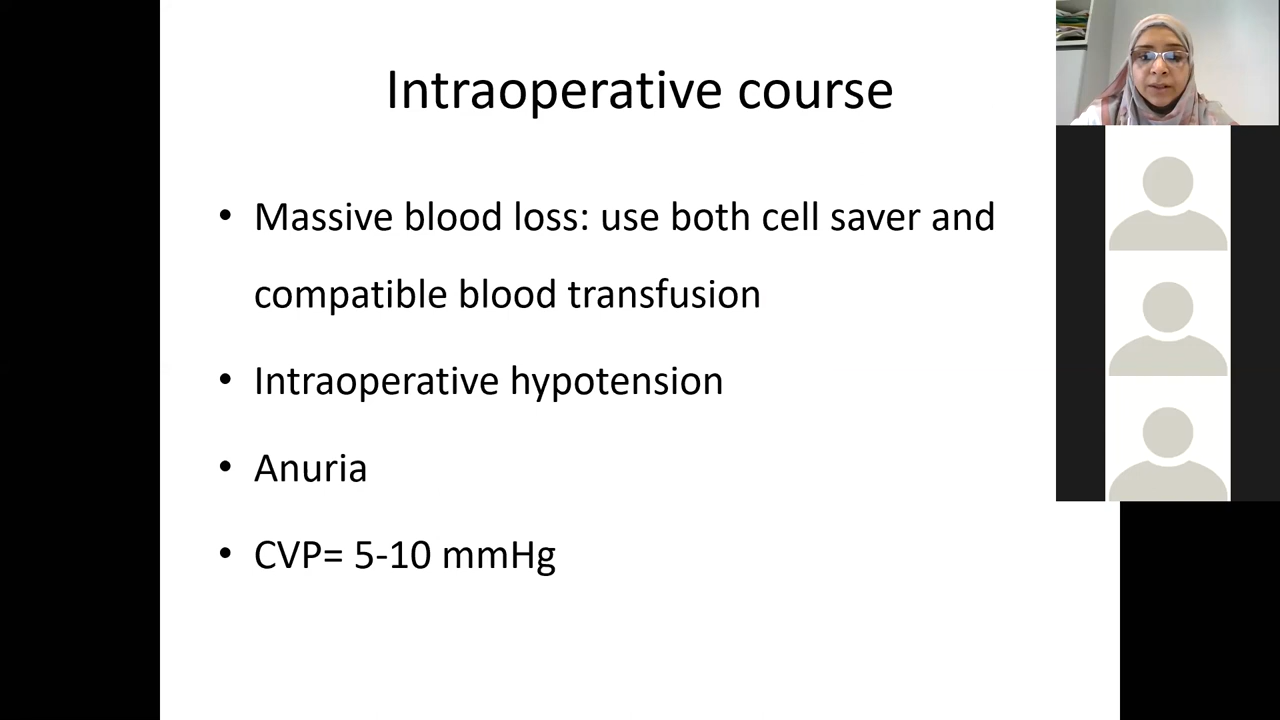 Intraoperative course
• Massive blood loss: use both cell saver and
compatible blood transfusion
• Intraoperative hypotension
• Anuria
• CVP= 5-10 mmHg